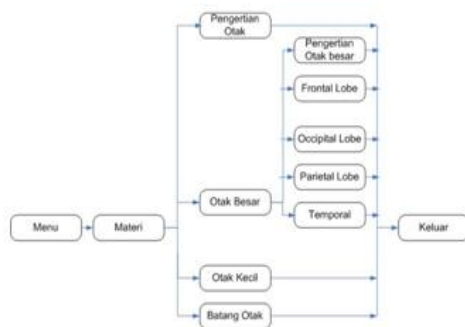 Pengertian
Otak
Pengertian
Otak besar
Frontal Lobe
Occipital Lobe
Parietal Lobe
Otak Besar
Temporal
Menu
Materi
Keluar
Otak Kecil
Batang Otak